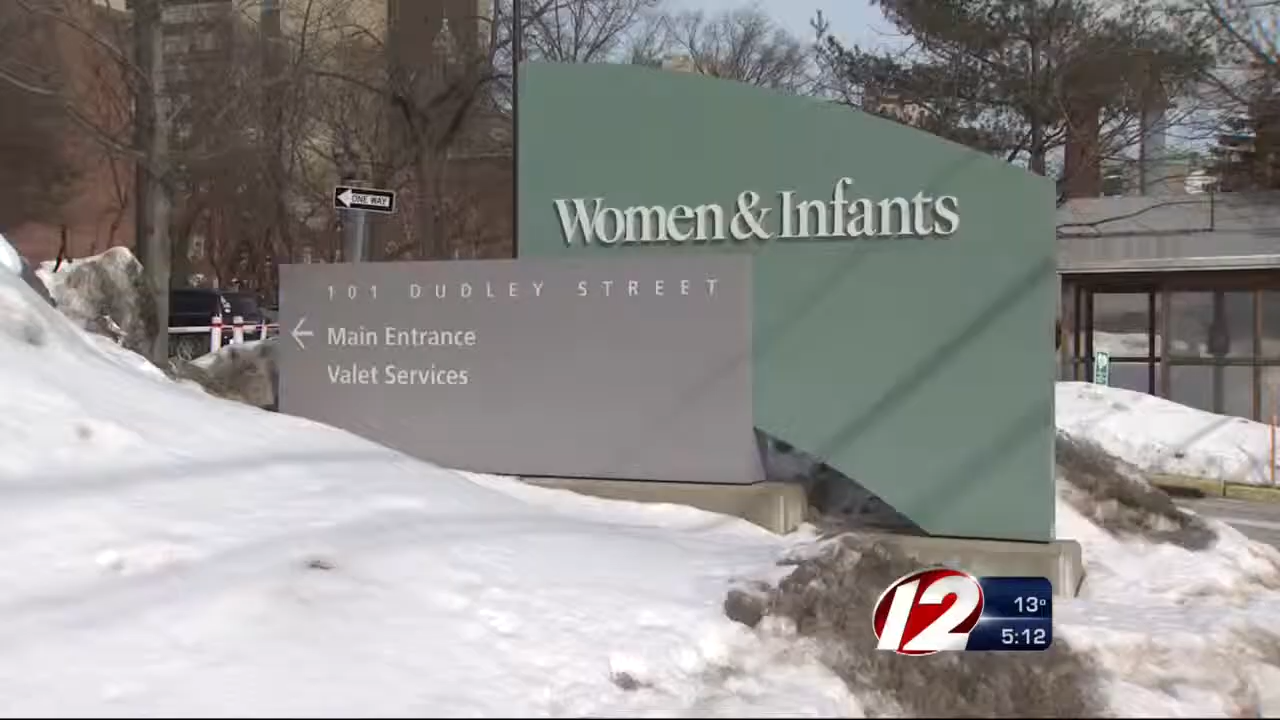 ONE WAY
Women & Infants
101 DUDLEY STREET
← Main Entrance
Valet Services
12
13°
5:12